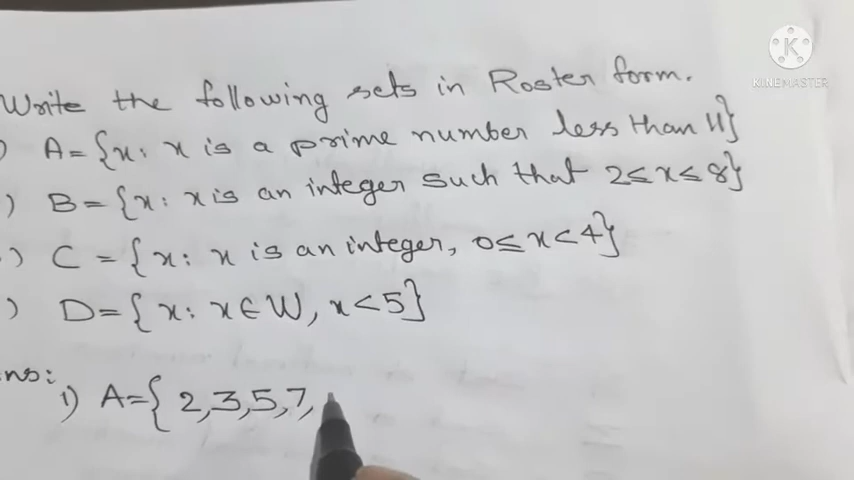 KINEMASTER
Write the following sets in Roster form.
) A={x: x is a prime number less than 11}
) B={x: x is an integer such that 2≤x≤8}
) C={x: x is an integer, 0≤x<4}
) D={x: x∈W, x<5}
ns:
i) A={2,3,5,7,